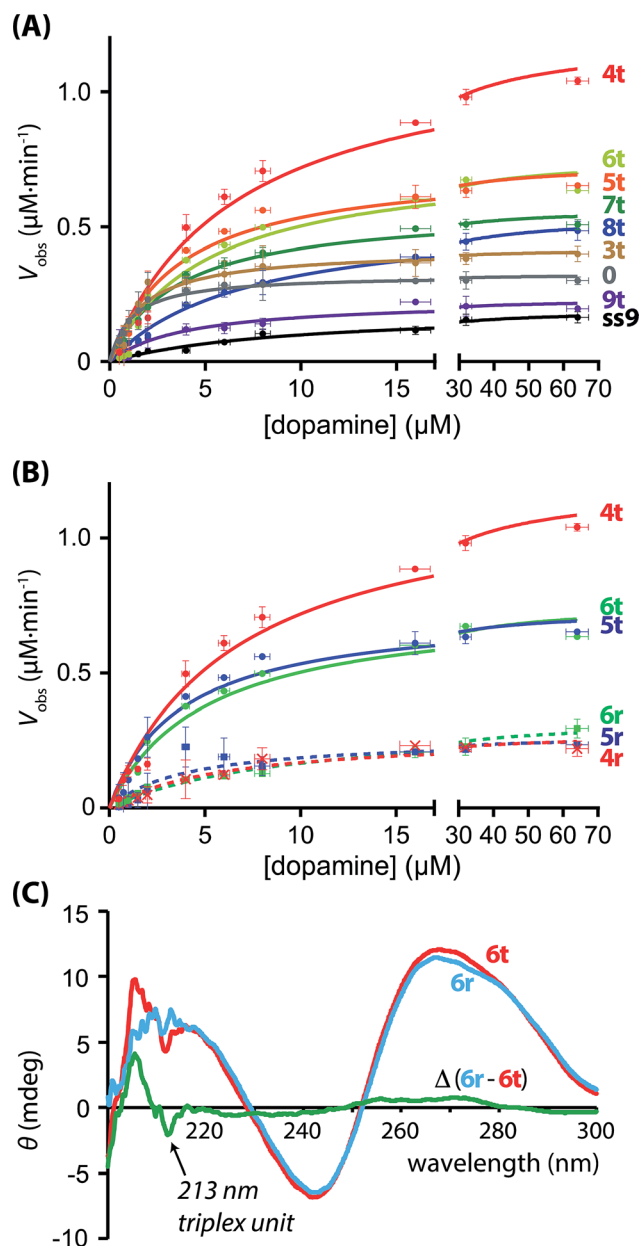 (A)
1.0
0.5
0
V obs (μM·min⁻¹)
4t
6t
5t
7t
8t
3t
0
9t
ss9
0 5 10 15 30 40 50 60 70
[dopamine] (μM)
(B)
1.0
0.5
0
V obs (μM·min⁻¹)
4t
6t
5t
6r
5r
4r
0 5 10 15 30 40 50 60 70
[dopamine] (μM)
(C)
15
10
5
0
-5
-10
θ (mdeg)
6t
6r
Δ (6r - 6t)
220 240 260 280 300
wavelength (nm)
213 nm
triplex unit